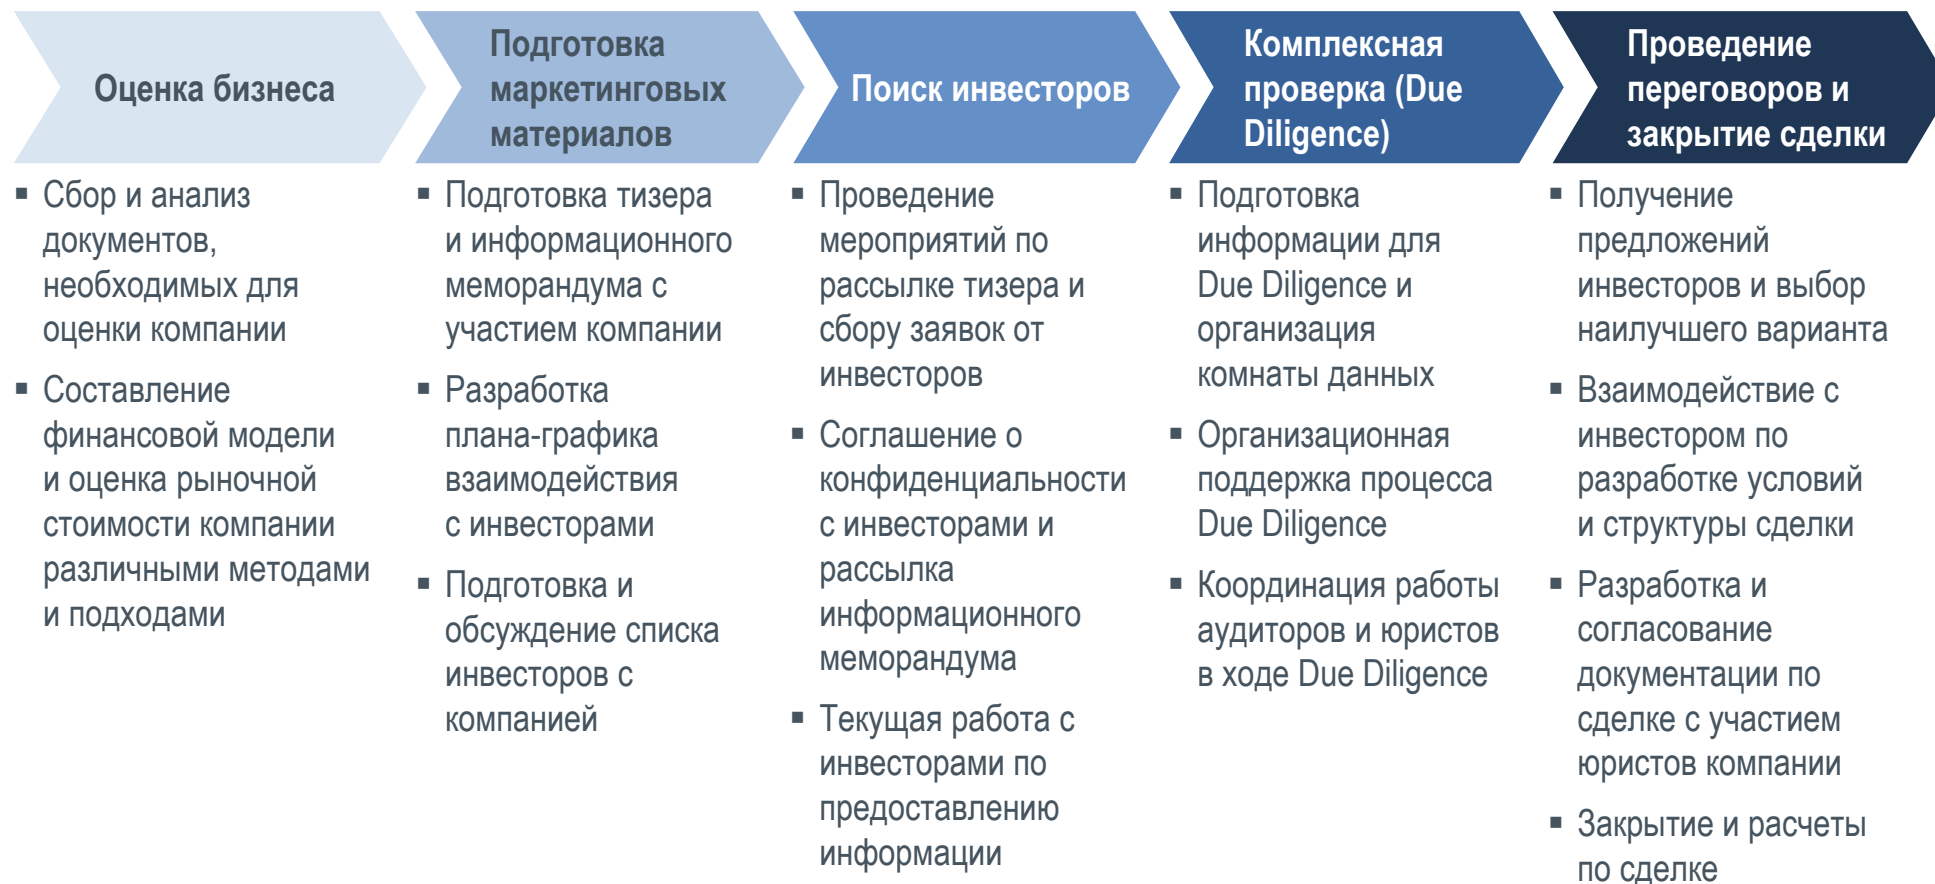 Оценка бизнеса
Подготовка
маркетинговых
материалов
Поиск инвесторов
Комплексная
проверка (Due
Diligence)
Проведение
переговоров и
закрытие сделки
▪ Сбор и анализ
документов,
необходимых для
оценки компании
▪ Составление
финансовой модели
и оценка рыночной
стоимости компании
различными методами
и подходами
▪ Подготовка тизера
и информационного
меморандума с
участием компании
▪ Разработка
плана-графика
взаимодействия
с инвесторами
▪ Подготовка и
обсуждение списка
инвесторов с
компанией
▪ Проведение
мероприятий по
рассылке тизера и
сбору заявок от
инвесторов
▪ Соглашение о
конфиденциальности
с инвесторами и
рассылка
информационного
меморандума
▪ Текущая работа с
инвесторами по
предоставлению
информации
▪ Подготовка
информации для
Due Diligence и
организация
комнаты данных
▪ Организационная
поддержка процесса
Due Diligence
▪ Координация работы
аудиторов и юристов
в ходе Due Diligence
▪ Получение
предложений
инвесторов и выбор
наилучшего варианта
▪ Взаимодействие с
инвестором по
разработке условий
и структуры сделки
▪ Разработка и
согласование
документации по
сделке с участием
юристов компании
▪ Закрытие и расчеты
по сделке